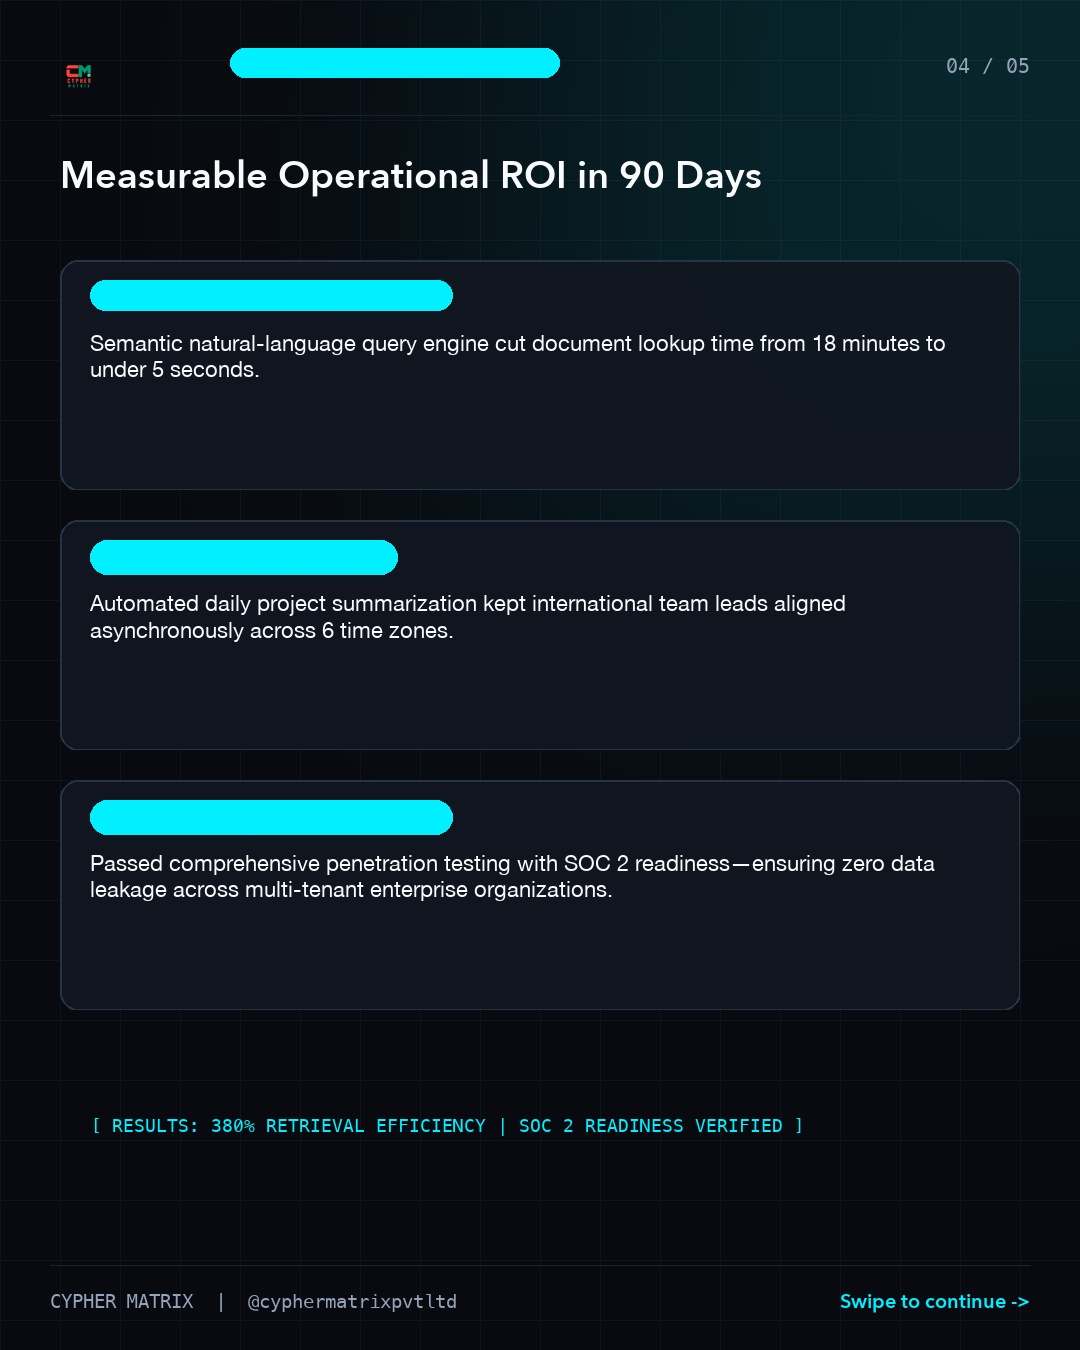 CM
CYPHER
MATRIX
04 / 05
Measurable Operational ROI in 90 Days
Semantic natural-language query engine cut document lookup time from 18 minutes to
under 5 seconds.
Automated daily project summarization kept international team leads aligned
asynchronously across 6 time zones.
Passed comprehensive penetration testing with SOC 2 readiness—ensuring zero data
leakage across multi-tenant enterprise organizations.
[ RESULTS: 380% RETRIEVAL EFFICIENCY | SOC 2 READINESS VERIFIED ]
CYPHER MATRIX | @cyphermatrixpvtltd
Swipe to continue ->